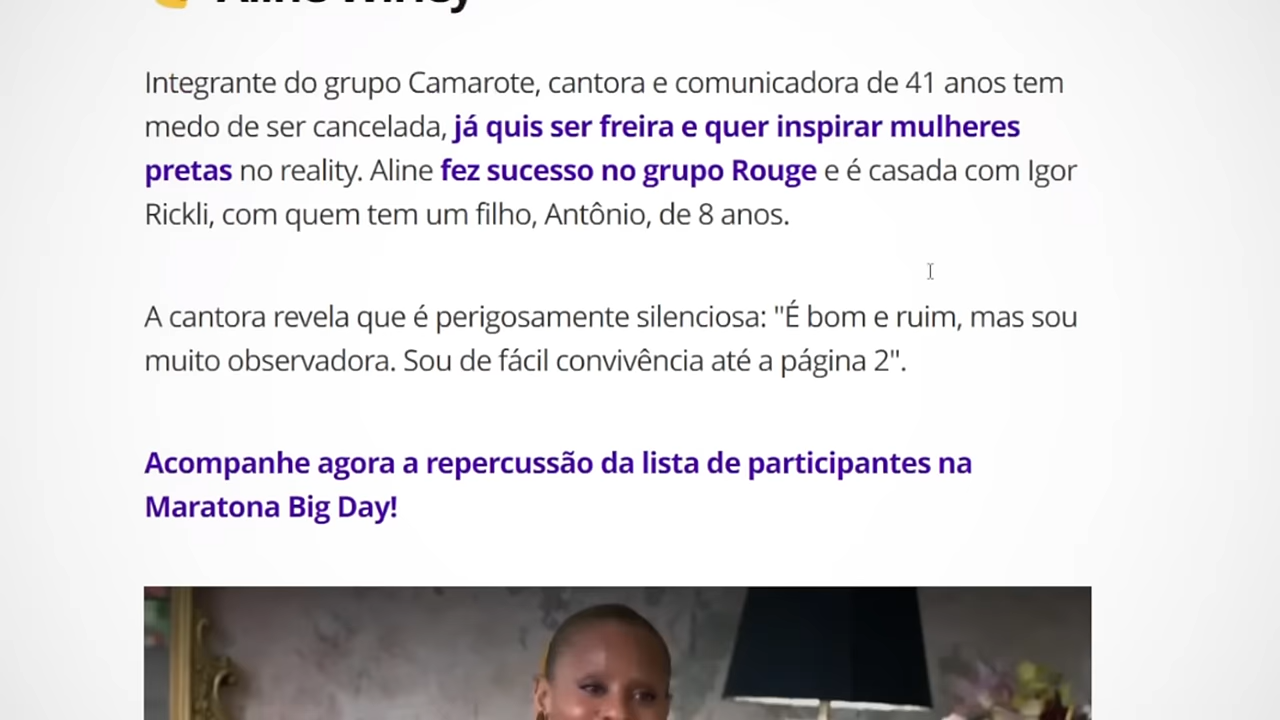 Integrante do grupo Camarote, cantora e comunicadora de 41 anos tem
medo de ser cancelada, já quis ser freira e quer inspirar mulheres
pretas no reality. Aline fez sucesso no grupo Rouge e é casada com Igor
Rickli, com quem tem um filho, Antônio, de 8 anos.
A cantora revela que é perigosamente silenciosa: "É bom e ruim, mas sou
muito observadora. Sou de fácil convivência até a página 2".
Acompanhe agora a repercussão da lista de participantes na
Maratona Big Day!